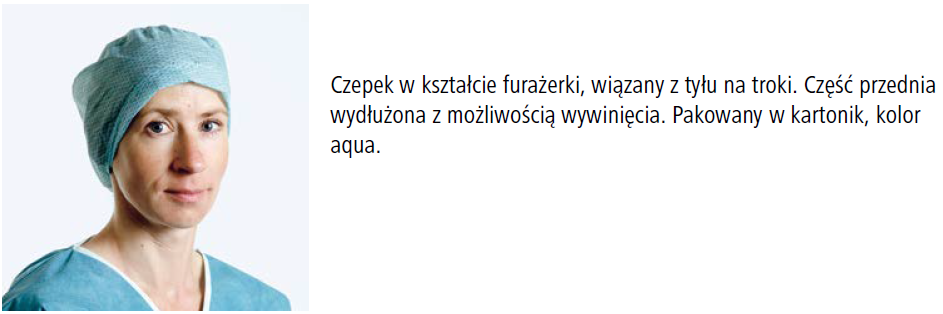 Czepek w kształcie furażerki, wiązany z tyłu na troki. Część przednia
wydłużona z możliwością wywinięcia. Pakowany w kartonik, kolor
aqua.